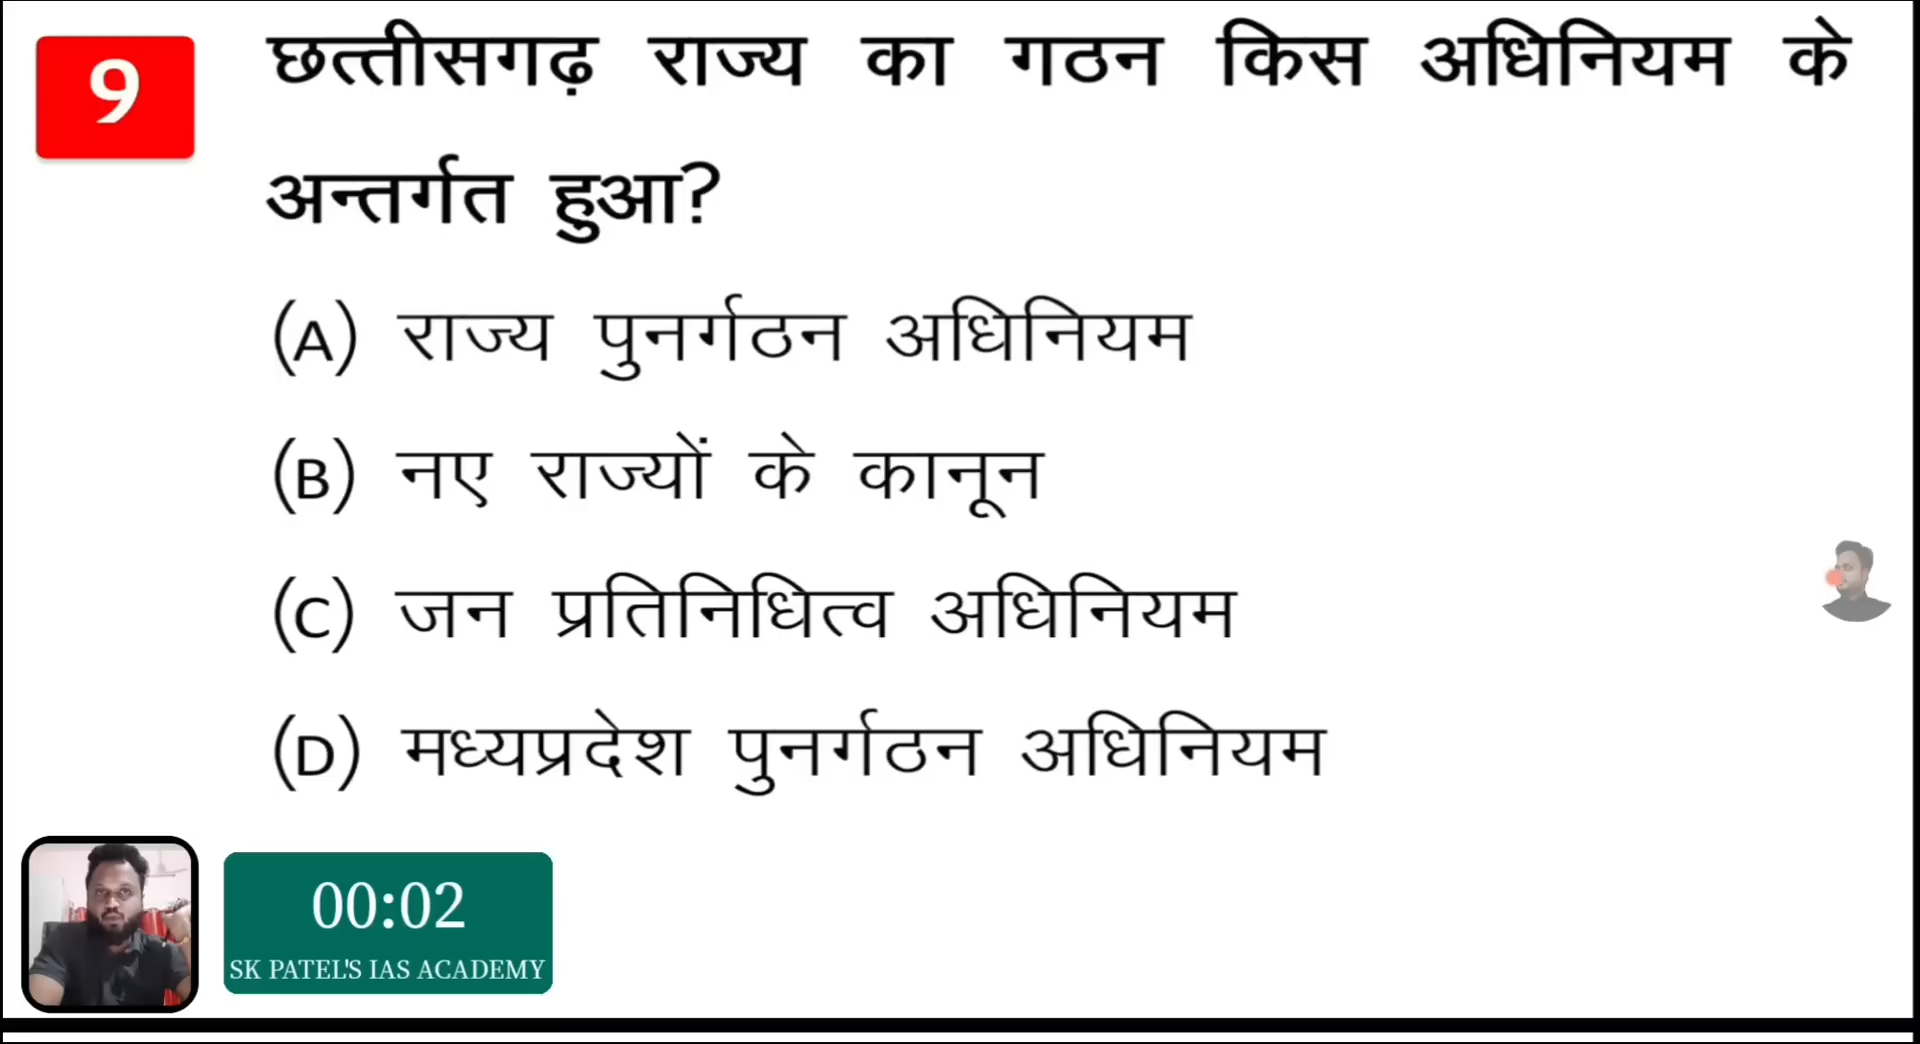 9
छत्तीसगढ़ राज्य का गठन किस अधिनियम के
अन्तर्गत हुआ?
(A) राज्य पुनर्गठन अधिनियम
(B) नए राज्यों के कानून
(C) जन प्रतिनिधित्व अधिनियम
(D) मध्यप्रदेश पुनर्गठन अधिनियम
00:02
SK PATEL'S IAS ACADEMY